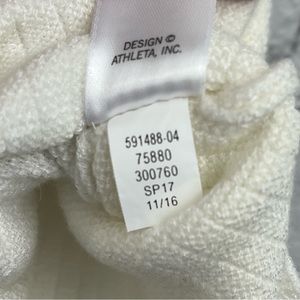 DESIGN ©
ATHLETA, INC.
591488-04
75880
300760
SP17
11/16